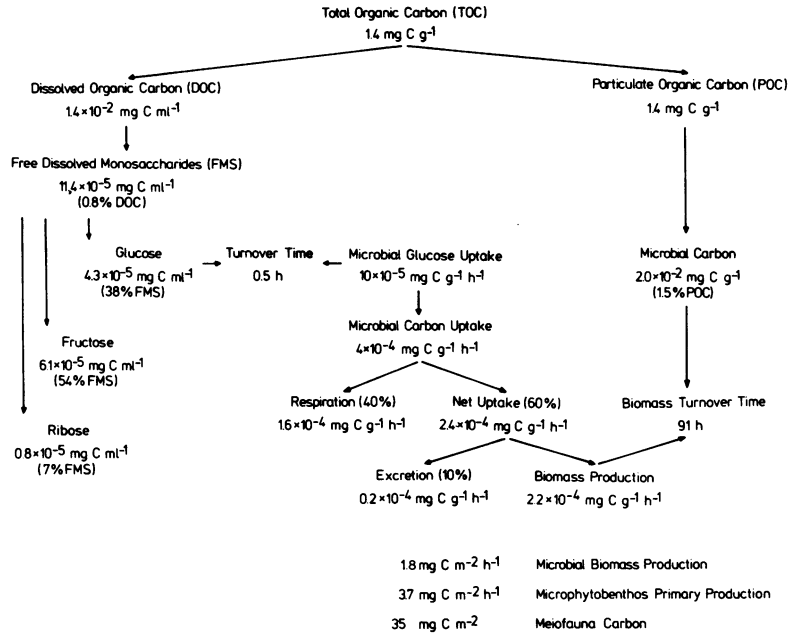 Total Organic Carbon (TOC)
1.4 mg C g⁻¹
Dissolved Organic Carbon (DOC)
1.4×10⁻² mg C ml⁻¹
Particulate Organic Carbon (POC)
1.4 mg C g⁻¹
Free Dissolved Monosaccharides (FMS)
11,4×10⁻⁵ mg C ml⁻¹
(0.8% DOC)
Glucose
4.3×10⁻⁵ mg C ml⁻¹
(38% FMS)
Turnover Time
0.5 h
Microbial Glucose Uptake
10×10⁻⁵ mg C g⁻¹ h⁻¹
Microbial Carbon
2.0×10⁻² mg C g⁻¹
(1.5% POC)
Microbial Carbon Uptake
4×10⁻⁴ mg C g⁻¹ h⁻¹
Fructose
6.1×10⁻⁵ mg C ml⁻¹
(54% FMS)
Respiration (40%)
1.6×10⁻⁴ mg C g⁻¹ h⁻¹
Net Uptake (60%)
2.4×10⁻⁴ mg C g⁻¹ h⁻¹
Biomass Turnover Time
91 h
Ribose
0.8×10⁻⁵ mg C ml⁻¹
(7% FMS)
Excretion (10%)
0.2×10⁻⁴ mg C g⁻¹ h⁻¹
Biomass Production
2.2×10⁻⁴ mg C g⁻¹ h⁻¹
1.8 mg C m⁻² h⁻¹ Microbial Biomass Production
3.7 mg C m⁻² h⁻¹ Microphytobenthos Primary Production
35 mg C m⁻² Meiofauna Carbon